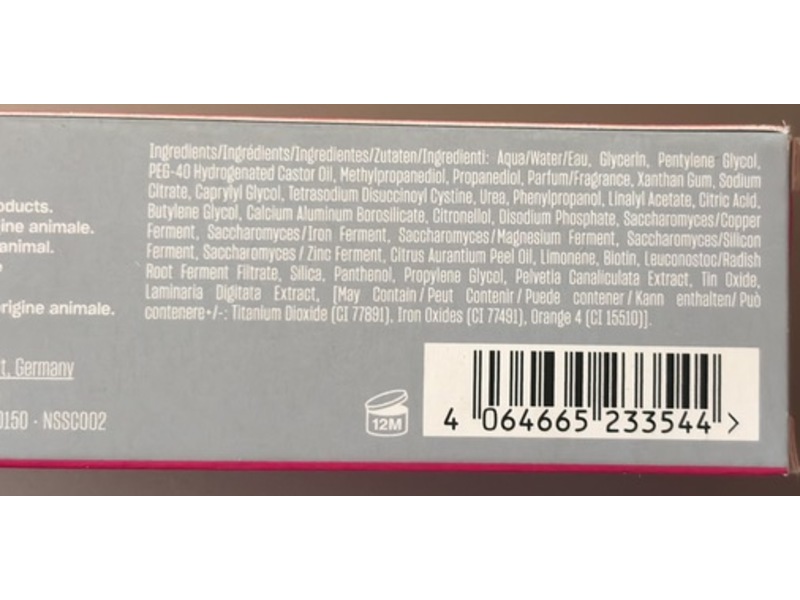 Ingredients/Ingrédients/Ingredientes/Zutaten/Ingredienti: Aqua/Water/Eau, Glycerin, Pentylene Glycol,
PEG-40 Hydrogenated Castor Oil, Methylpropanediol, Propanediol, Parfum/Fragrance, Xanthan Gum, Sodium
Citrate, Caprylyl Glycol, Tetrasodium Disuccinoyl Cystine, Urea, Phenylpropanol, Linalyl Acetate, Citric Acid,
Butylene Glycol, Calcium Aluminum Borosilicate, Citronellol, Disodium Phosphate, Saccharomyces/Copper
Ferment, Saccharomyces/Iron Ferment, Saccharomyces/Magnesium Ferment, Saccharomyces/Silicon
Ferment, Saccharomyces / Zinc Ferment, Citrus Aurantium Peel Oil, Limonene, Biotin, Leuconostoc/Radish
Root Ferment Filtrate, Silica, Panthenol, Propylene Glycol, Pelvetia Canaliculata Extract, Tin Oxide,
Laminaria Digitata Extract, [May Contain/Peut Contenir/Puede contener/Kann enthalten/Può
contenere+/-: Titanium Dioxide (CI 77891), Iron Oxides (CI 77491), Orange 4 (CI 15510)].
oducts.
gine animale.
animal.
origine animale.
t, Germany
0150 · NSSC002
12M
4 064665 233544 >